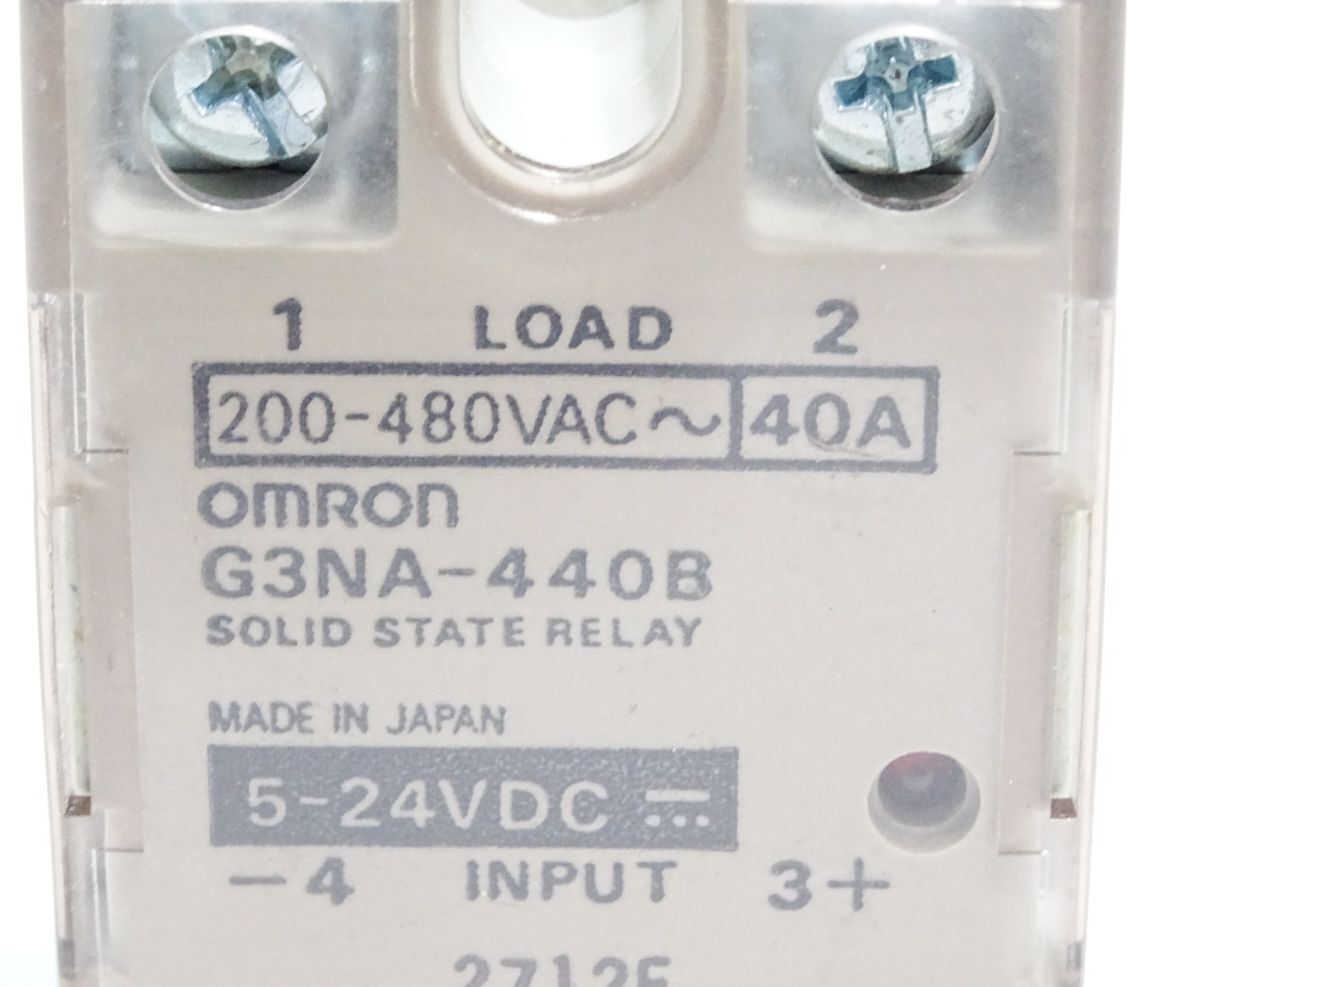 1 LOAD 2
200-480VAC~ 40A
OMRON
G3NA-440B
SOLID STATE RELAY
MADE IN JAPAN
5-24VDC ⎓
-4 INPUT 3+